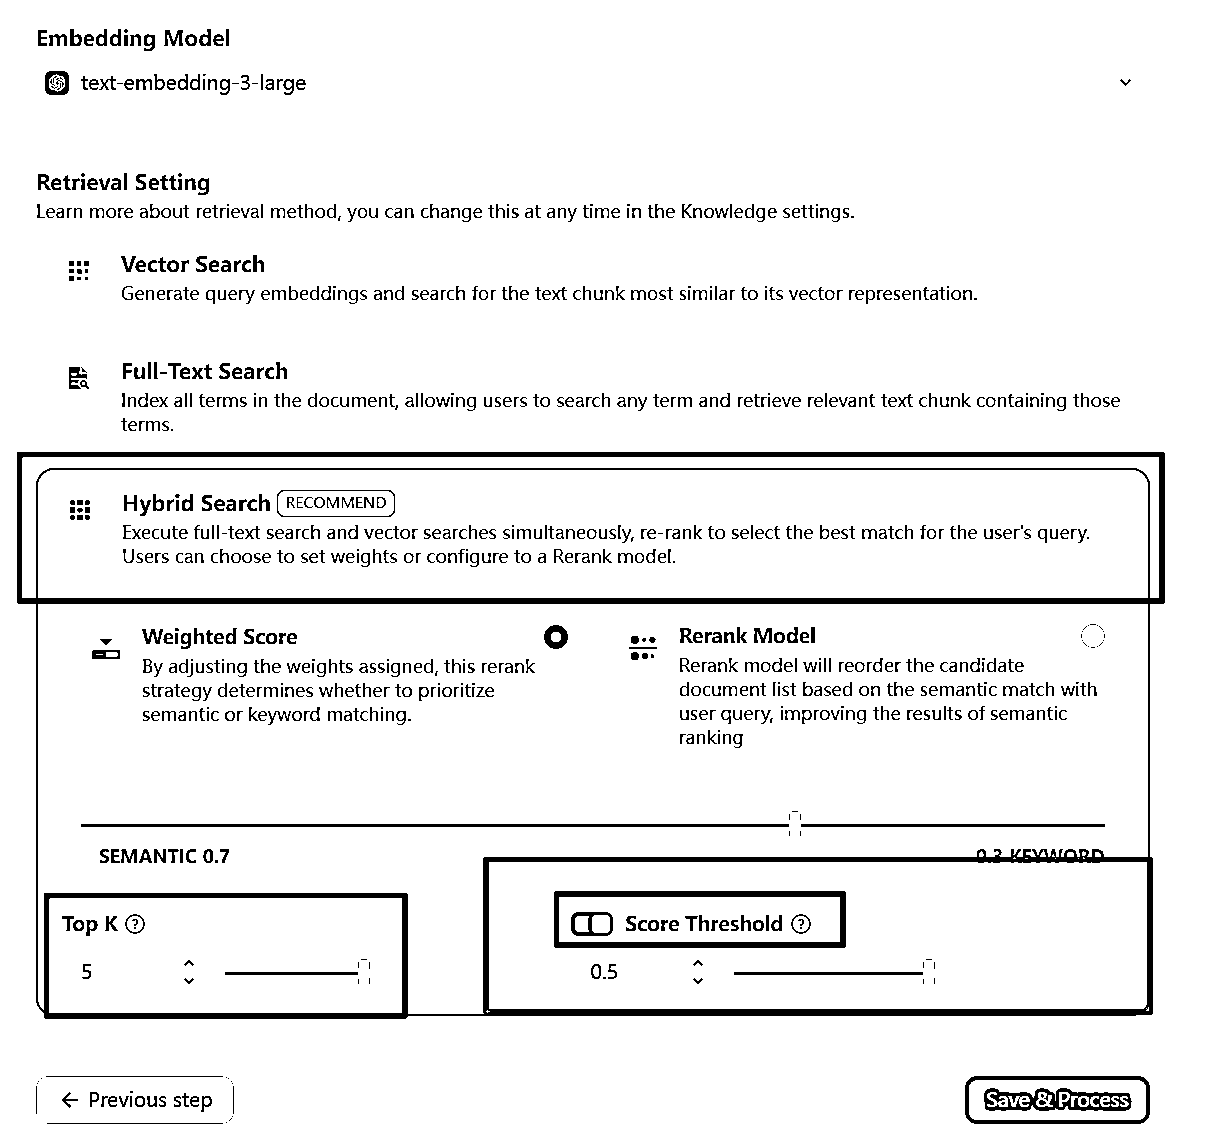 Embedding Model
text-embedding-3-large
Retrieval Setting
Learn more about retrieval method, you can change this at any time in the Knowledge settings.
Vector Search
Generate query embeddings and search for the text chunk most similar to its vector representation.
Full-Text Search
Index all terms in the document, allowing users to search any term and retrieve relevant text chunk containing those
terms.
Hybrid Search RECOMMEND
Execute full-text search and vector searches simultaneously, re-rank to select the best match for the user's query.
Users can choose to set weights or configure to a Rerank model.
Weighted Score
By adjusting the weights assigned, this rerank
strategy determines whether to prioritize
semantic or keyword matching.
Rerank Model
Rerank model will reorder the candidate
document list based on the semantic match with
user query, improving the results of semantic
ranking
SEMANTIC 0.7
0.3 KEYWORD
Top K
5
Score Threshold
0.5
Previous step
Save & Process